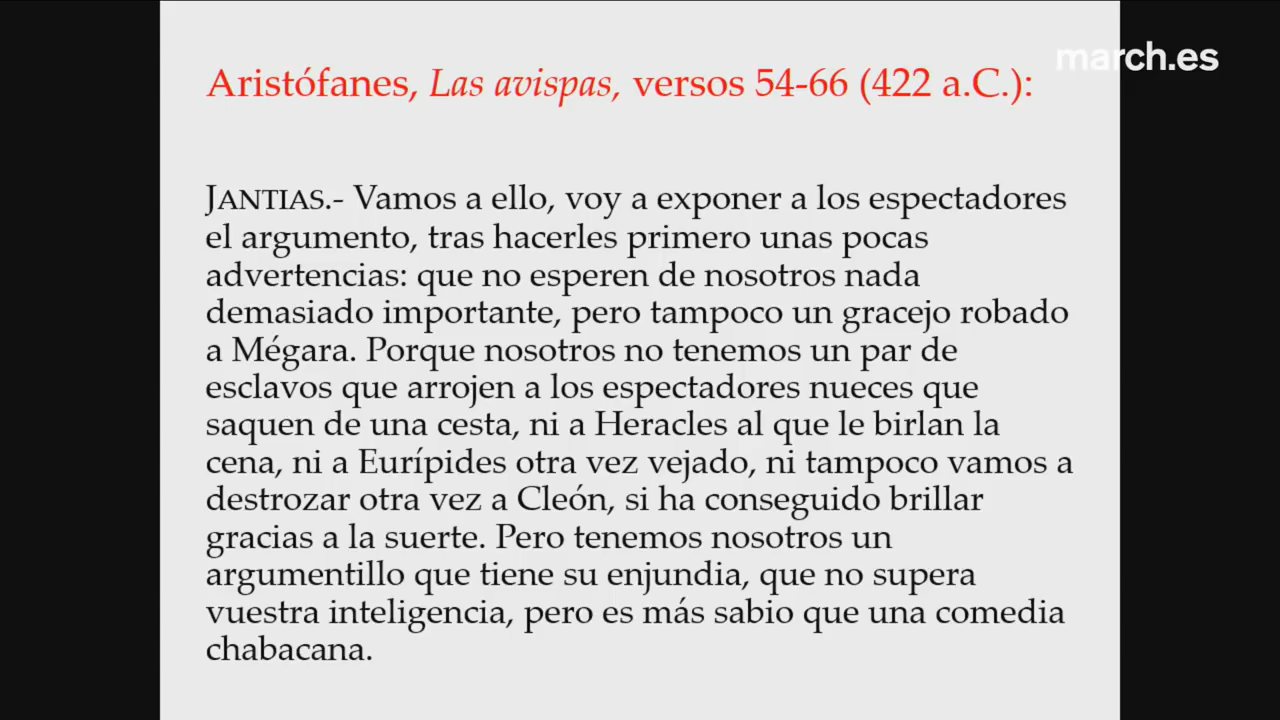 march.es
Aristófanes, Las avispas, versos 54-66 (422 a.C.):
JANTIAS.- Vamos a ello, voy a exponer a los espectadores
el argumento, tras hacerles primero unas pocas
advertencias: que no esperen de nosotros nada
demasiado importante, pero tampoco un gracejo robado
a Mégara. Porque nosotros no tenemos un par de
esclavos que arrojen a los espectadores nueces que
saquen de una cesta, ni a Heracles al que le birlan la
cena, ni a Eurípides otra vez vejado, ni tampoco vamos a
destrozar otra vez a Cleón, si ha conseguido brillar
gracias a la suerte. Pero tenemos nosotros un
argumentillo que tiene su enjundia, que no supera
vuestra inteligencia, pero es más sabio que una comedia
chabacana.